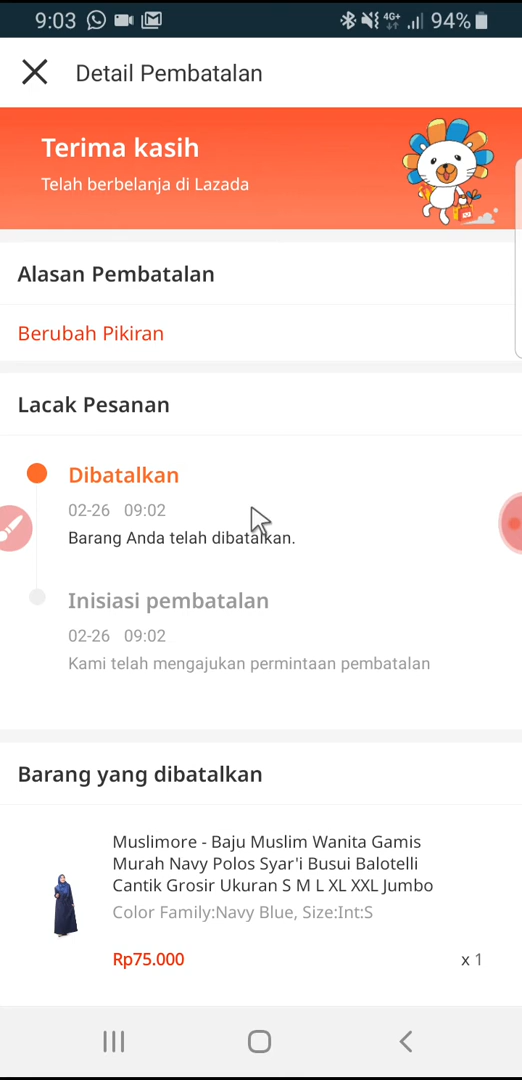 9:03 4G+ 94%
Detail Pembatalan
Terima kasih
Telah berbelanja di Lazada
Alasan Pembatalan
Berubah Pikiran
Lacak Pesanan
Dibatalkan
02-26 09:02
Barang Anda telah dibatalkan.
Inisiasi pembatalan
02-26 09:02
Kami telah mengajukan permintaan pembatalan
Barang yang dibatalkan
Muslimore - Baju Muslim Wanita Gamis
Murah Navy Polos Syar'i Busui Balotelli
Cantik Grosir Ukuran S M L XL XXL Jumbo
Color Family:Navy Blue, Size:Int:S
Rp75.000 x 1